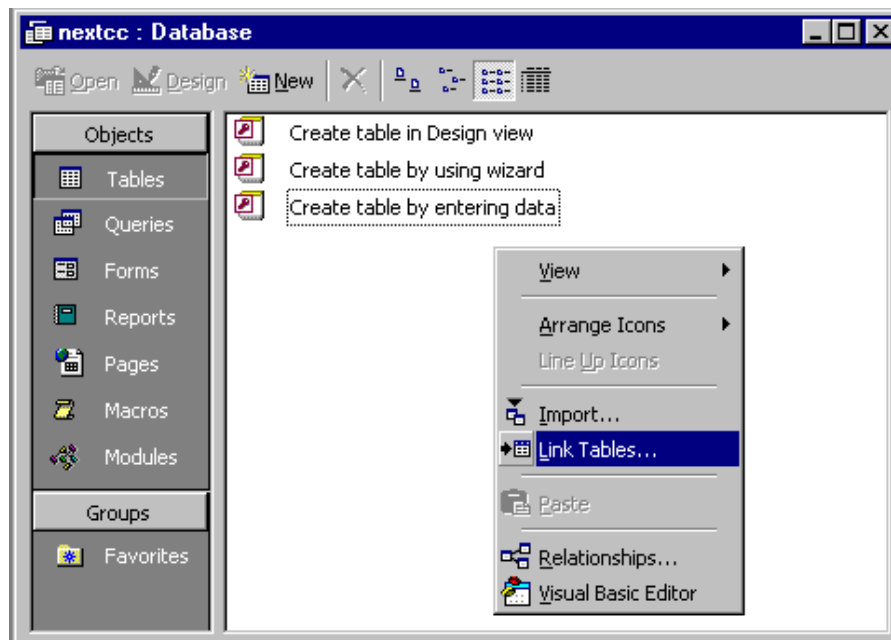 nextcc : Database
Open Design New
Objects
Tables
Queries
Forms
Reports
Pages
Macros
Modules
Groups
Favorites
Create table in Design view
Create table by using wizard
Create table by entering data
View
Arrange Icons
Line Up Icons
Import...
Link Tables...
Paste
Relationships...
Visual Basic Editor